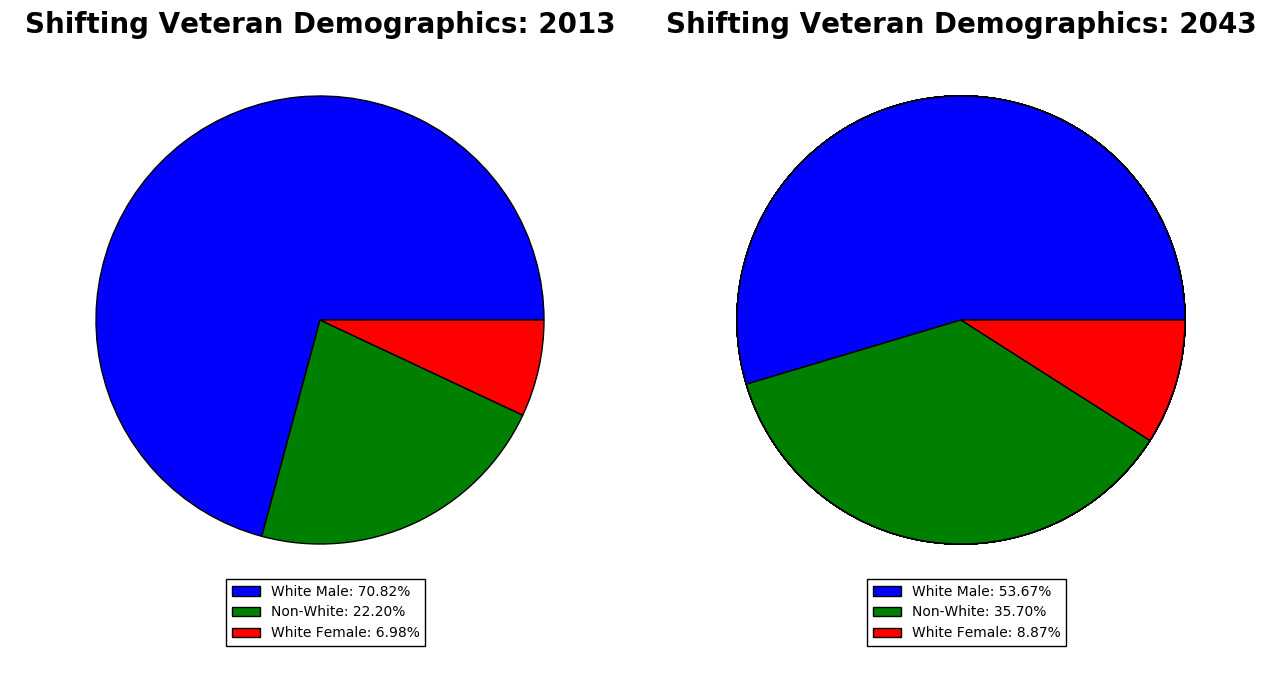 Shifting Veteran Demographics: 2013
White Male: 70.82%
Non-White: 22.20%
White Female: 6.98%
Shifting Veteran Demographics: 2043
White Male: 53.67%
Non-White: 35.70%
White Female: 8.87%